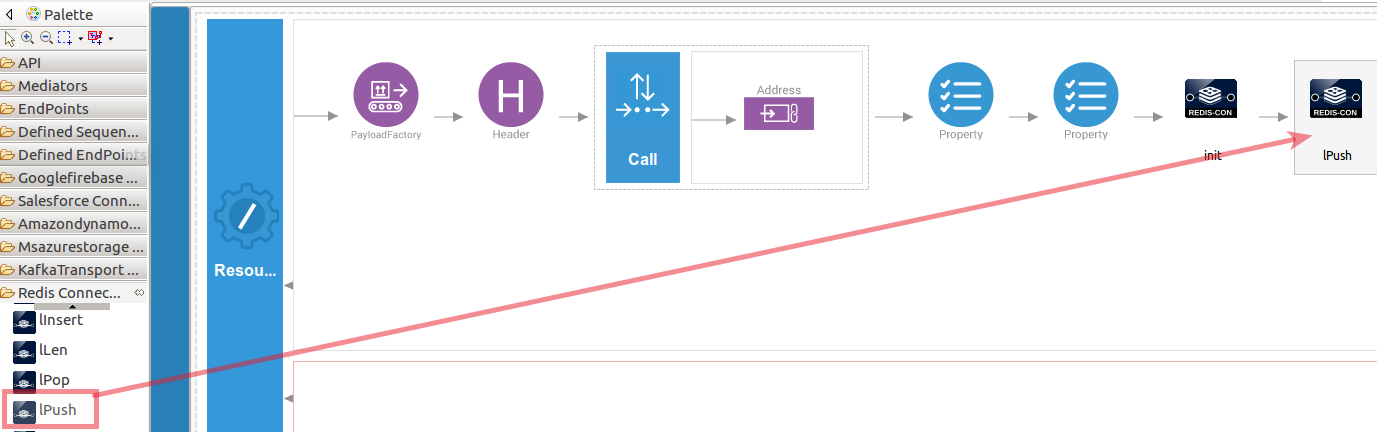 Palette
API
Mediators
EndPoints
Defined Sequen...
Defined EndPoi...
Googlefirebase ...
Salesforce Conn...
Amazondynamo...
Msazurestorage ...
KafkaTransport ...
Redis Connec...
lInsert
lLen
lPop
lPush
Resou...
PayloadFactory
H
Header
Call
Address
Property
Property
REDIS-CON
init
REDIS-CON
lPush